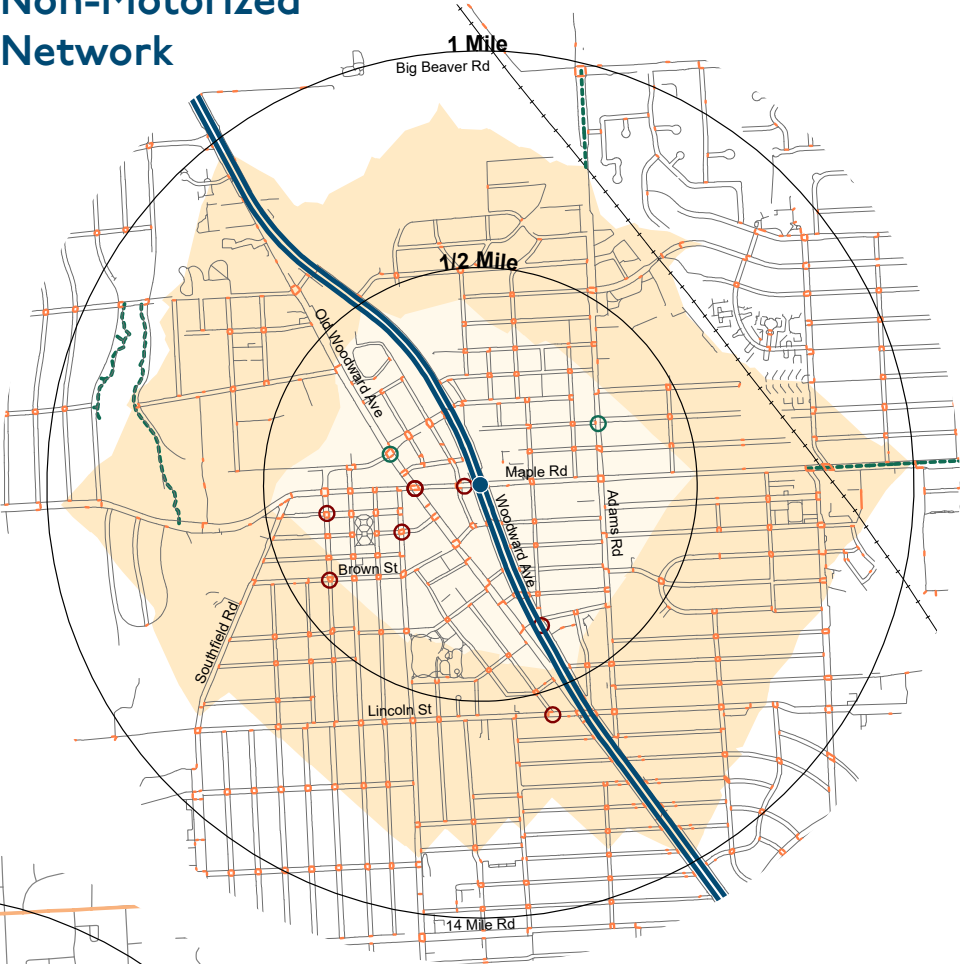 Non-Motorized
Network
1 Mile
Big Beaver Rd
1/2 Mile
Old Woodward Ave
Maple Rd
Woodward Ave
Adams Rd
Brown St
Southfield Rd
Lincoln St
14 Mile Rd